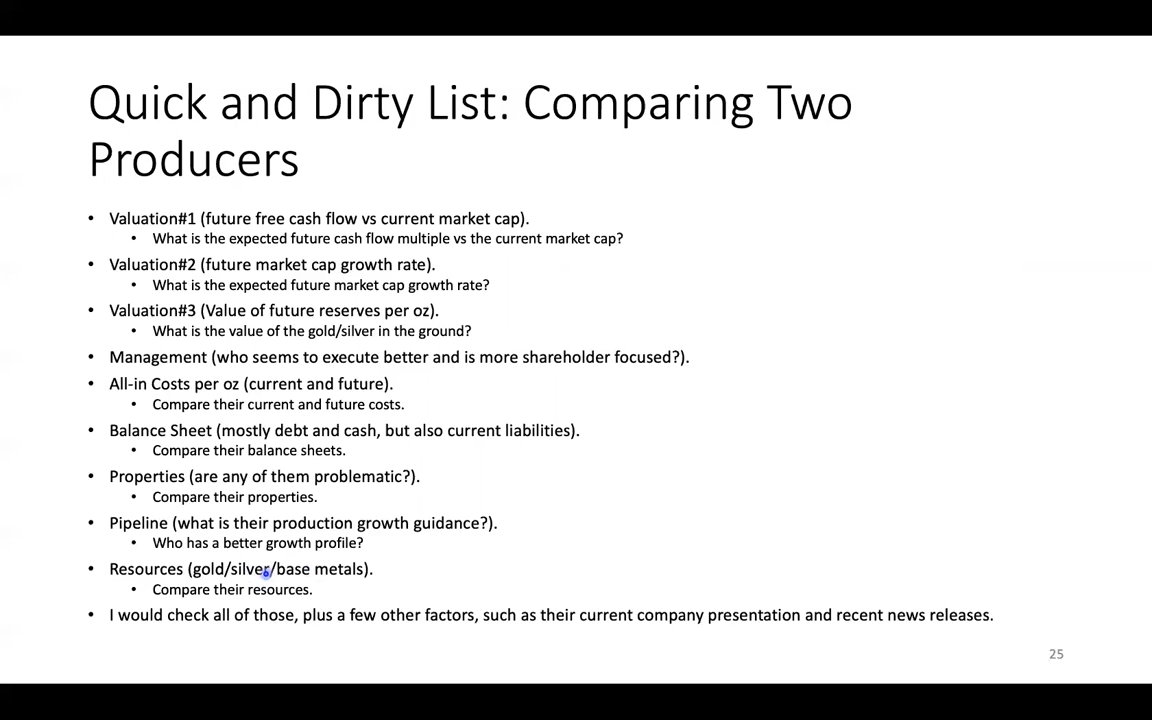 Quick and Dirty List: Comparing Two
Producers
• Valuation#1 (future free cash flow vs current market cap).
• What is the expected future cash flow multiple vs the current market cap?
• Valuation#2 (future market cap growth rate).
• What is the expected future market cap growth rate?
• Valuation#3 (Value of future reserves per oz).
• What is the value of the gold/silver in the ground?
• Management (who seems to execute better and is more shareholder focused?).
• All-in Costs per oz (current and future).
• Compare their current and future costs.
• Balance Sheet (mostly debt and cash, but also current liabilities).
• Compare their balance sheets.
• Properties (are any of them problematic?).
• Compare their properties.
• Pipeline (what is their production growth guidance?).
• Who has a better growth profile?
• Resources (gold/silver/base metals).
• Compare their resources.
• I would check all of those, plus a few other factors, such as their current company presentation and recent news releases.
25